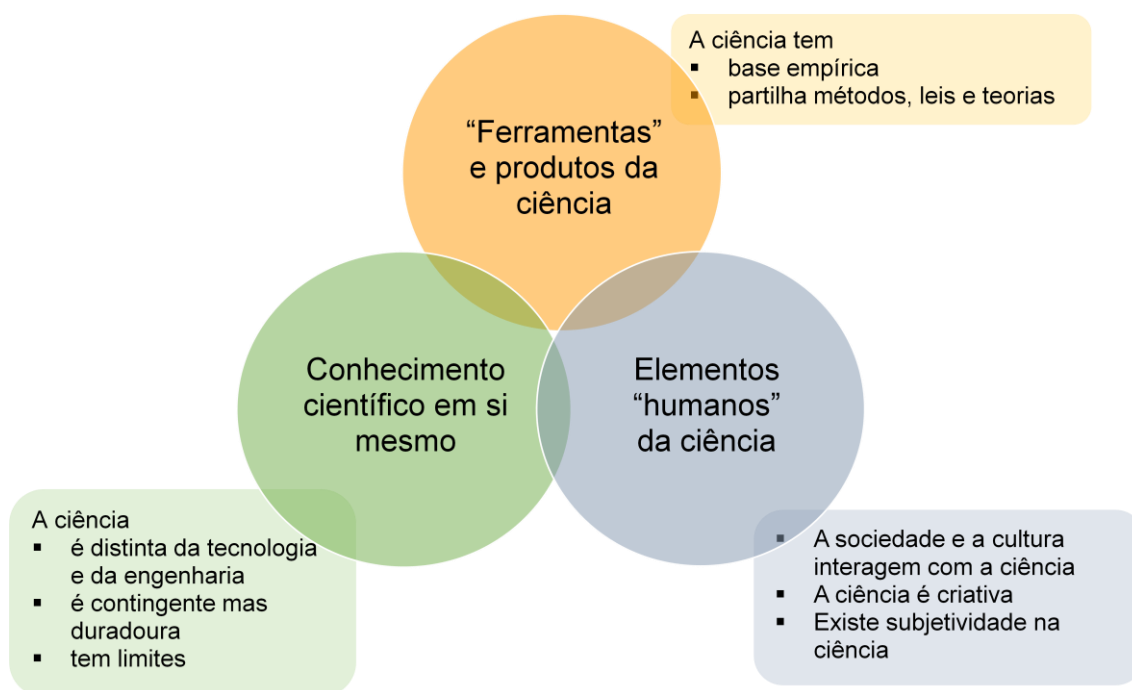 A ciência tem
▪ base empírica
▪ partilha métodos, leis e teorias
“Ferramentas”
e produtos da
ciência
Conhecimento
científico em si
mesmo
Elementos
“humanos”
da ciência
A ciência
▪ é distinta da tecnologia
e da engenharia
▪ é contingente mas
duradoura
▪ tem limites
▪ A sociedade e a cultura
interagem com a ciência
▪ A ciência é criativa
▪ Existe subjetividade na
ciência